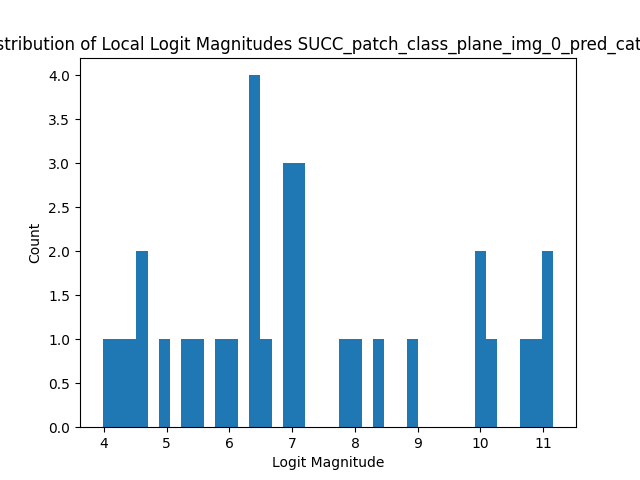 stribution of Local Logit Magnitudes SUCC_patch_class_plane_img_0_pred_cat
4.0
3.5
3.0
2.5
2.0
1.5
1.0
0.5
0.0
Count
4 5 6 7 8 9 10 11
Logit Magnitude